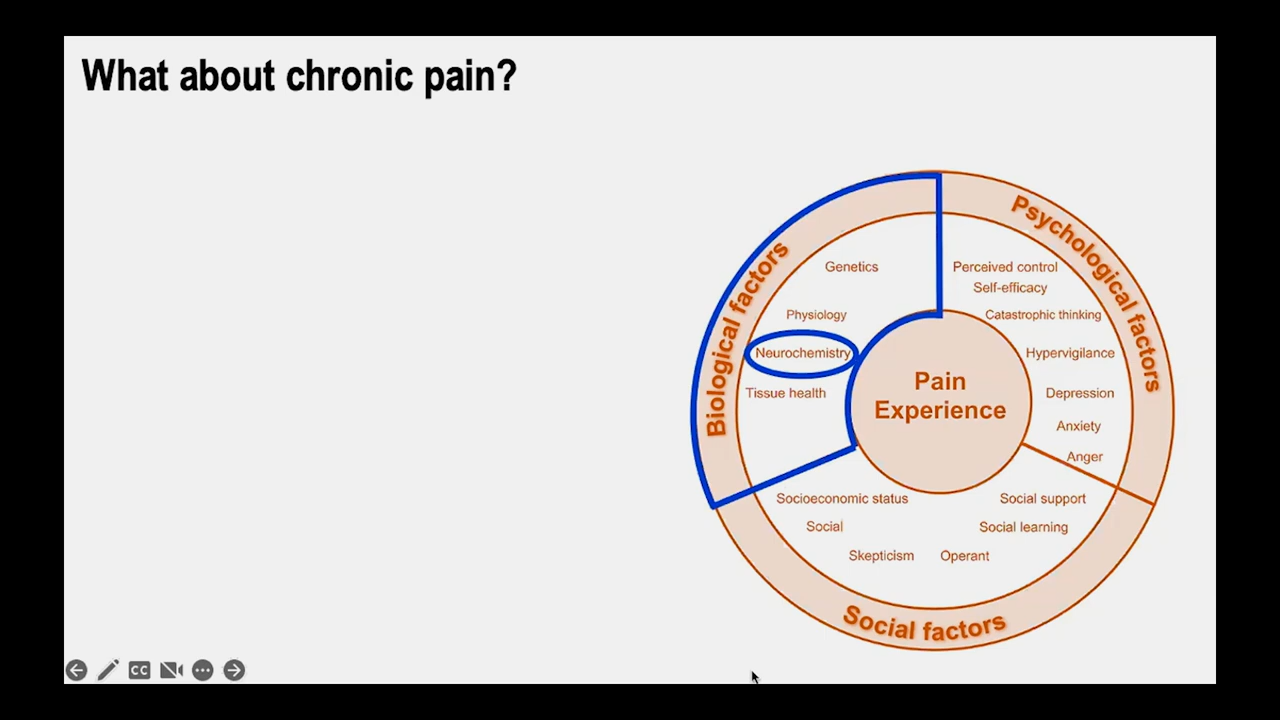 What about chronic pain?
Biological factors
Genetics
Physiology
Neurochemistry
Tissue health
Psychological factors
Perceived control
Self-efficacy
Catastrophic thinking
Hypervigilance
Depression
Anxiety
Anger
Pain
Experience
Socioeconomic status
Social support
Social
Social learning
Skepticism
Operant
Social factors
CC